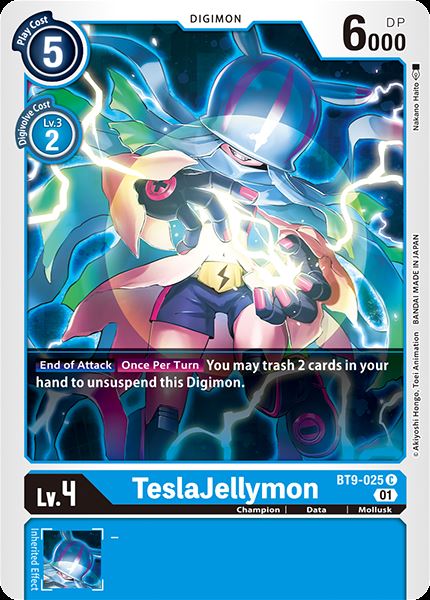 DIGIMON
Play Cost
5
6000 DP
Digivolve Cost
Lv.3
2
Nakano Haito
©Akiyoshi Hongo, Toei Animation BANDAI MADE IN JAPAN
End of Attack Once Per Turn You may trash 2 cards in your
hand to unsuspend this Digimon.
Lv.4
TeslaJellymon
BT9-025 C
01
Champion | Data | Mollusk
Inherited Effect
–